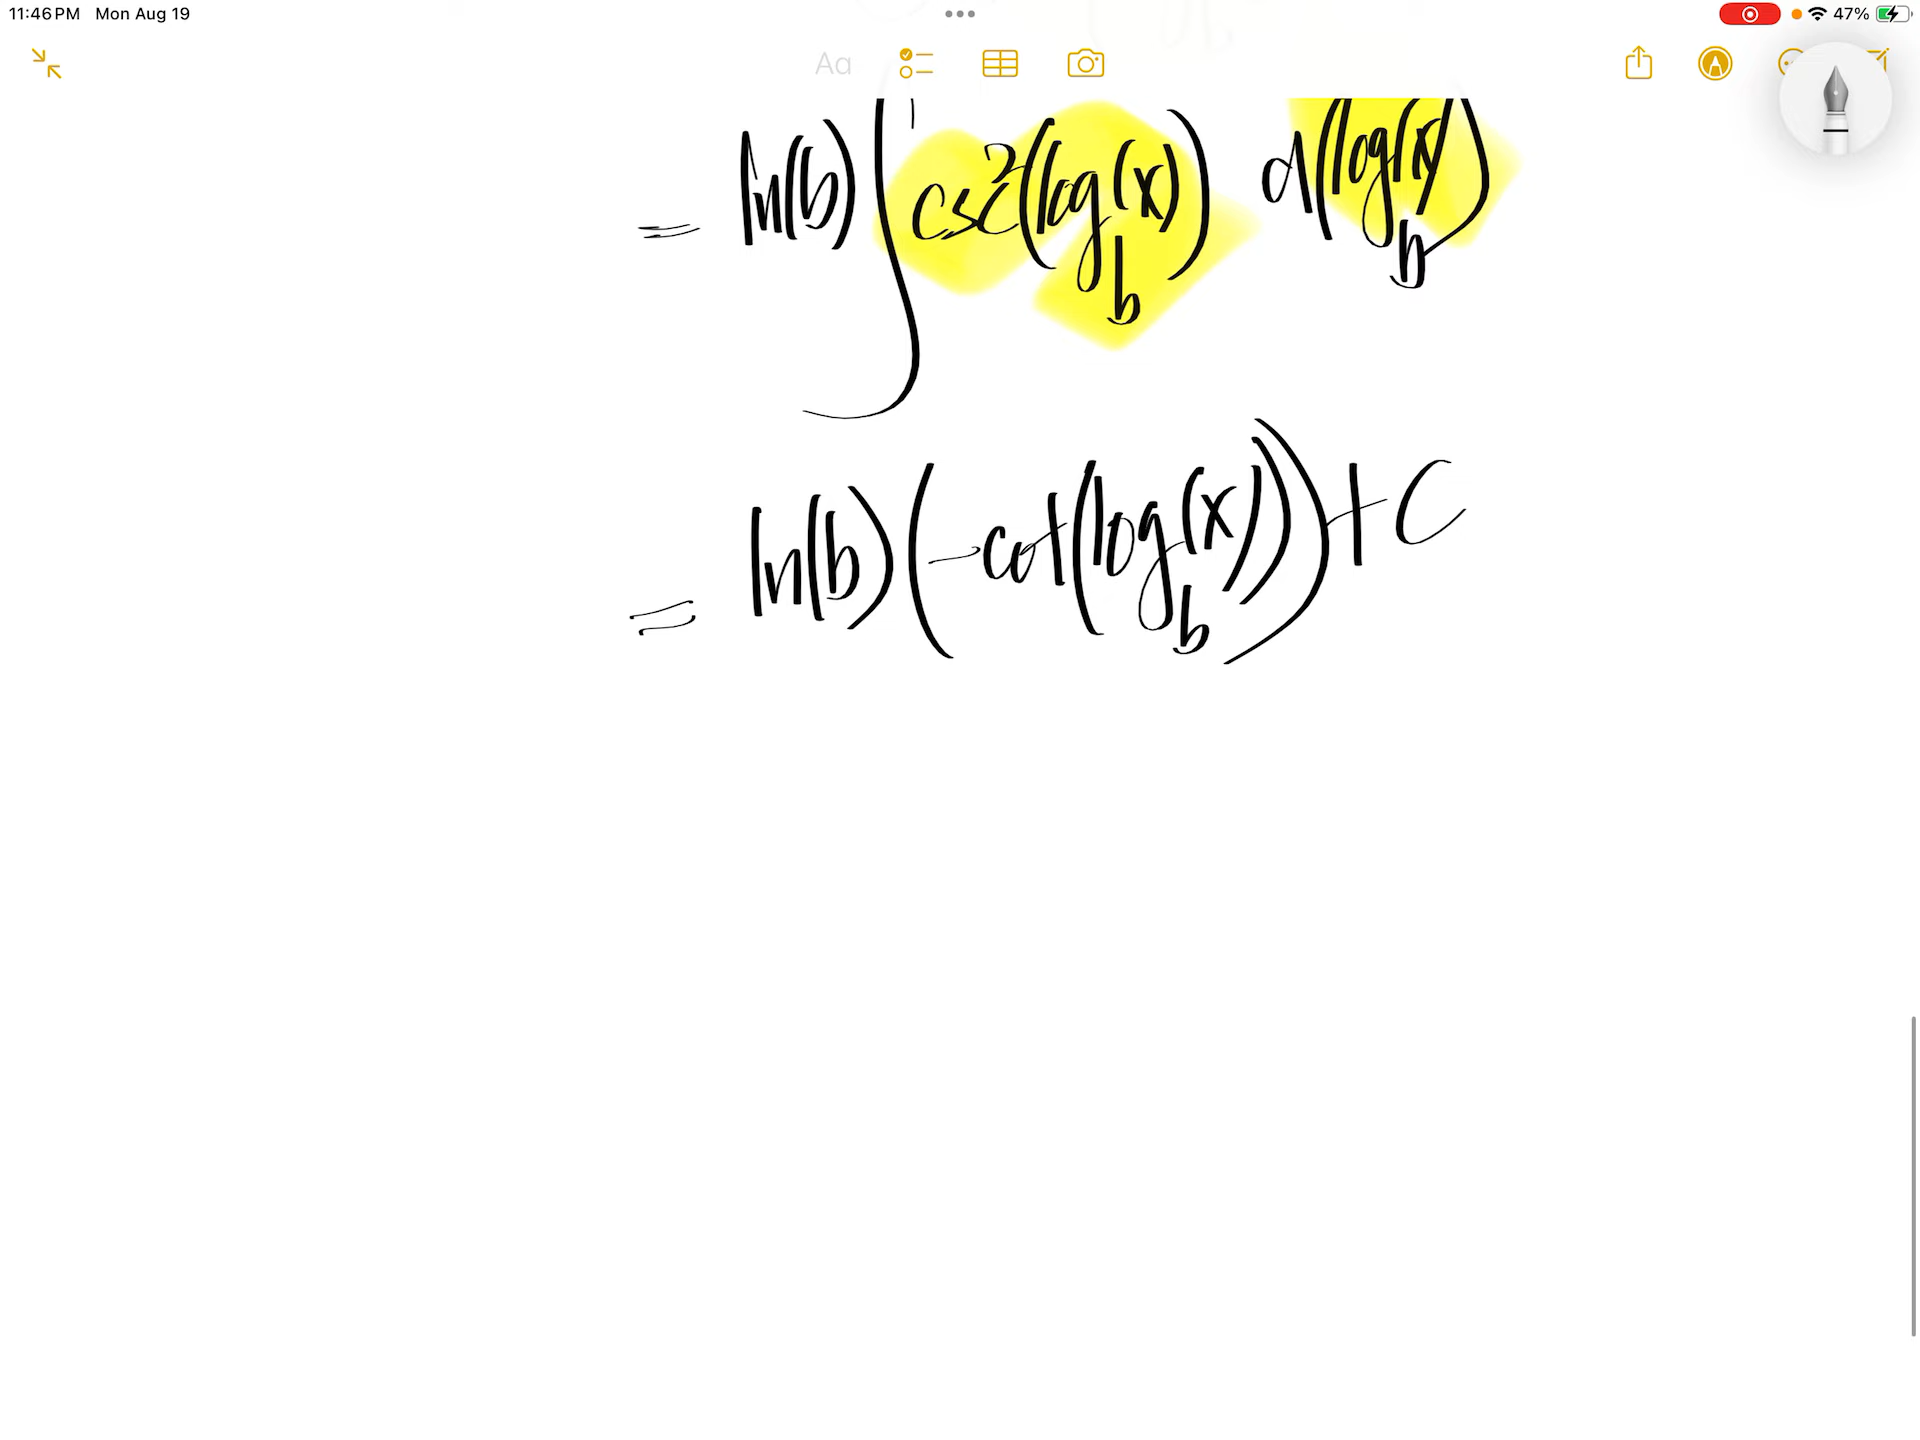 11:46 PM Mon Aug 19 47%
Aa
= ln(b) ∫ csc²(log_b(x)) d(log_b(x))
= ln(b)(-cot(log_b(x))) + C